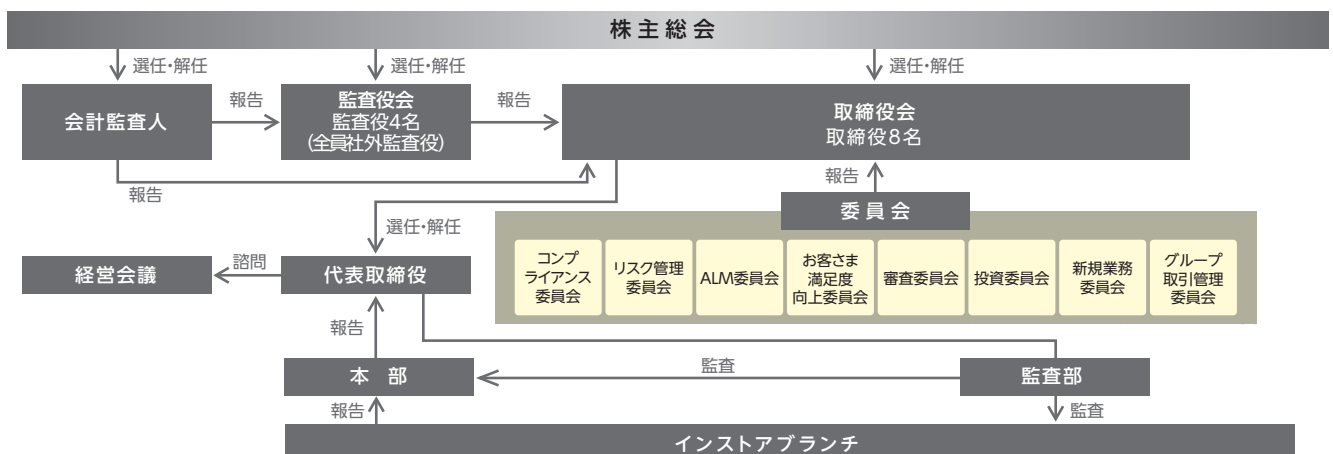 株主総会
選任・解任
選任・解任
選任・解任
会計監査人
報告
監査役会
監査役4名
(全員社外監査役)
報告
取締役会
取締役8名
報告
報告
委員会
選任・解任
コンプ
ライアンス
委員会
リスク管理
委員会
ALM委員会
お客さま
満足度
向上委員会
審査委員会
投資委員会
新規業務
委員会
グループ
取引管理
委員会
経営会議
諮問
代表取締役
報告
本 部
監査
監査部
報告
監査
インストアブランチ